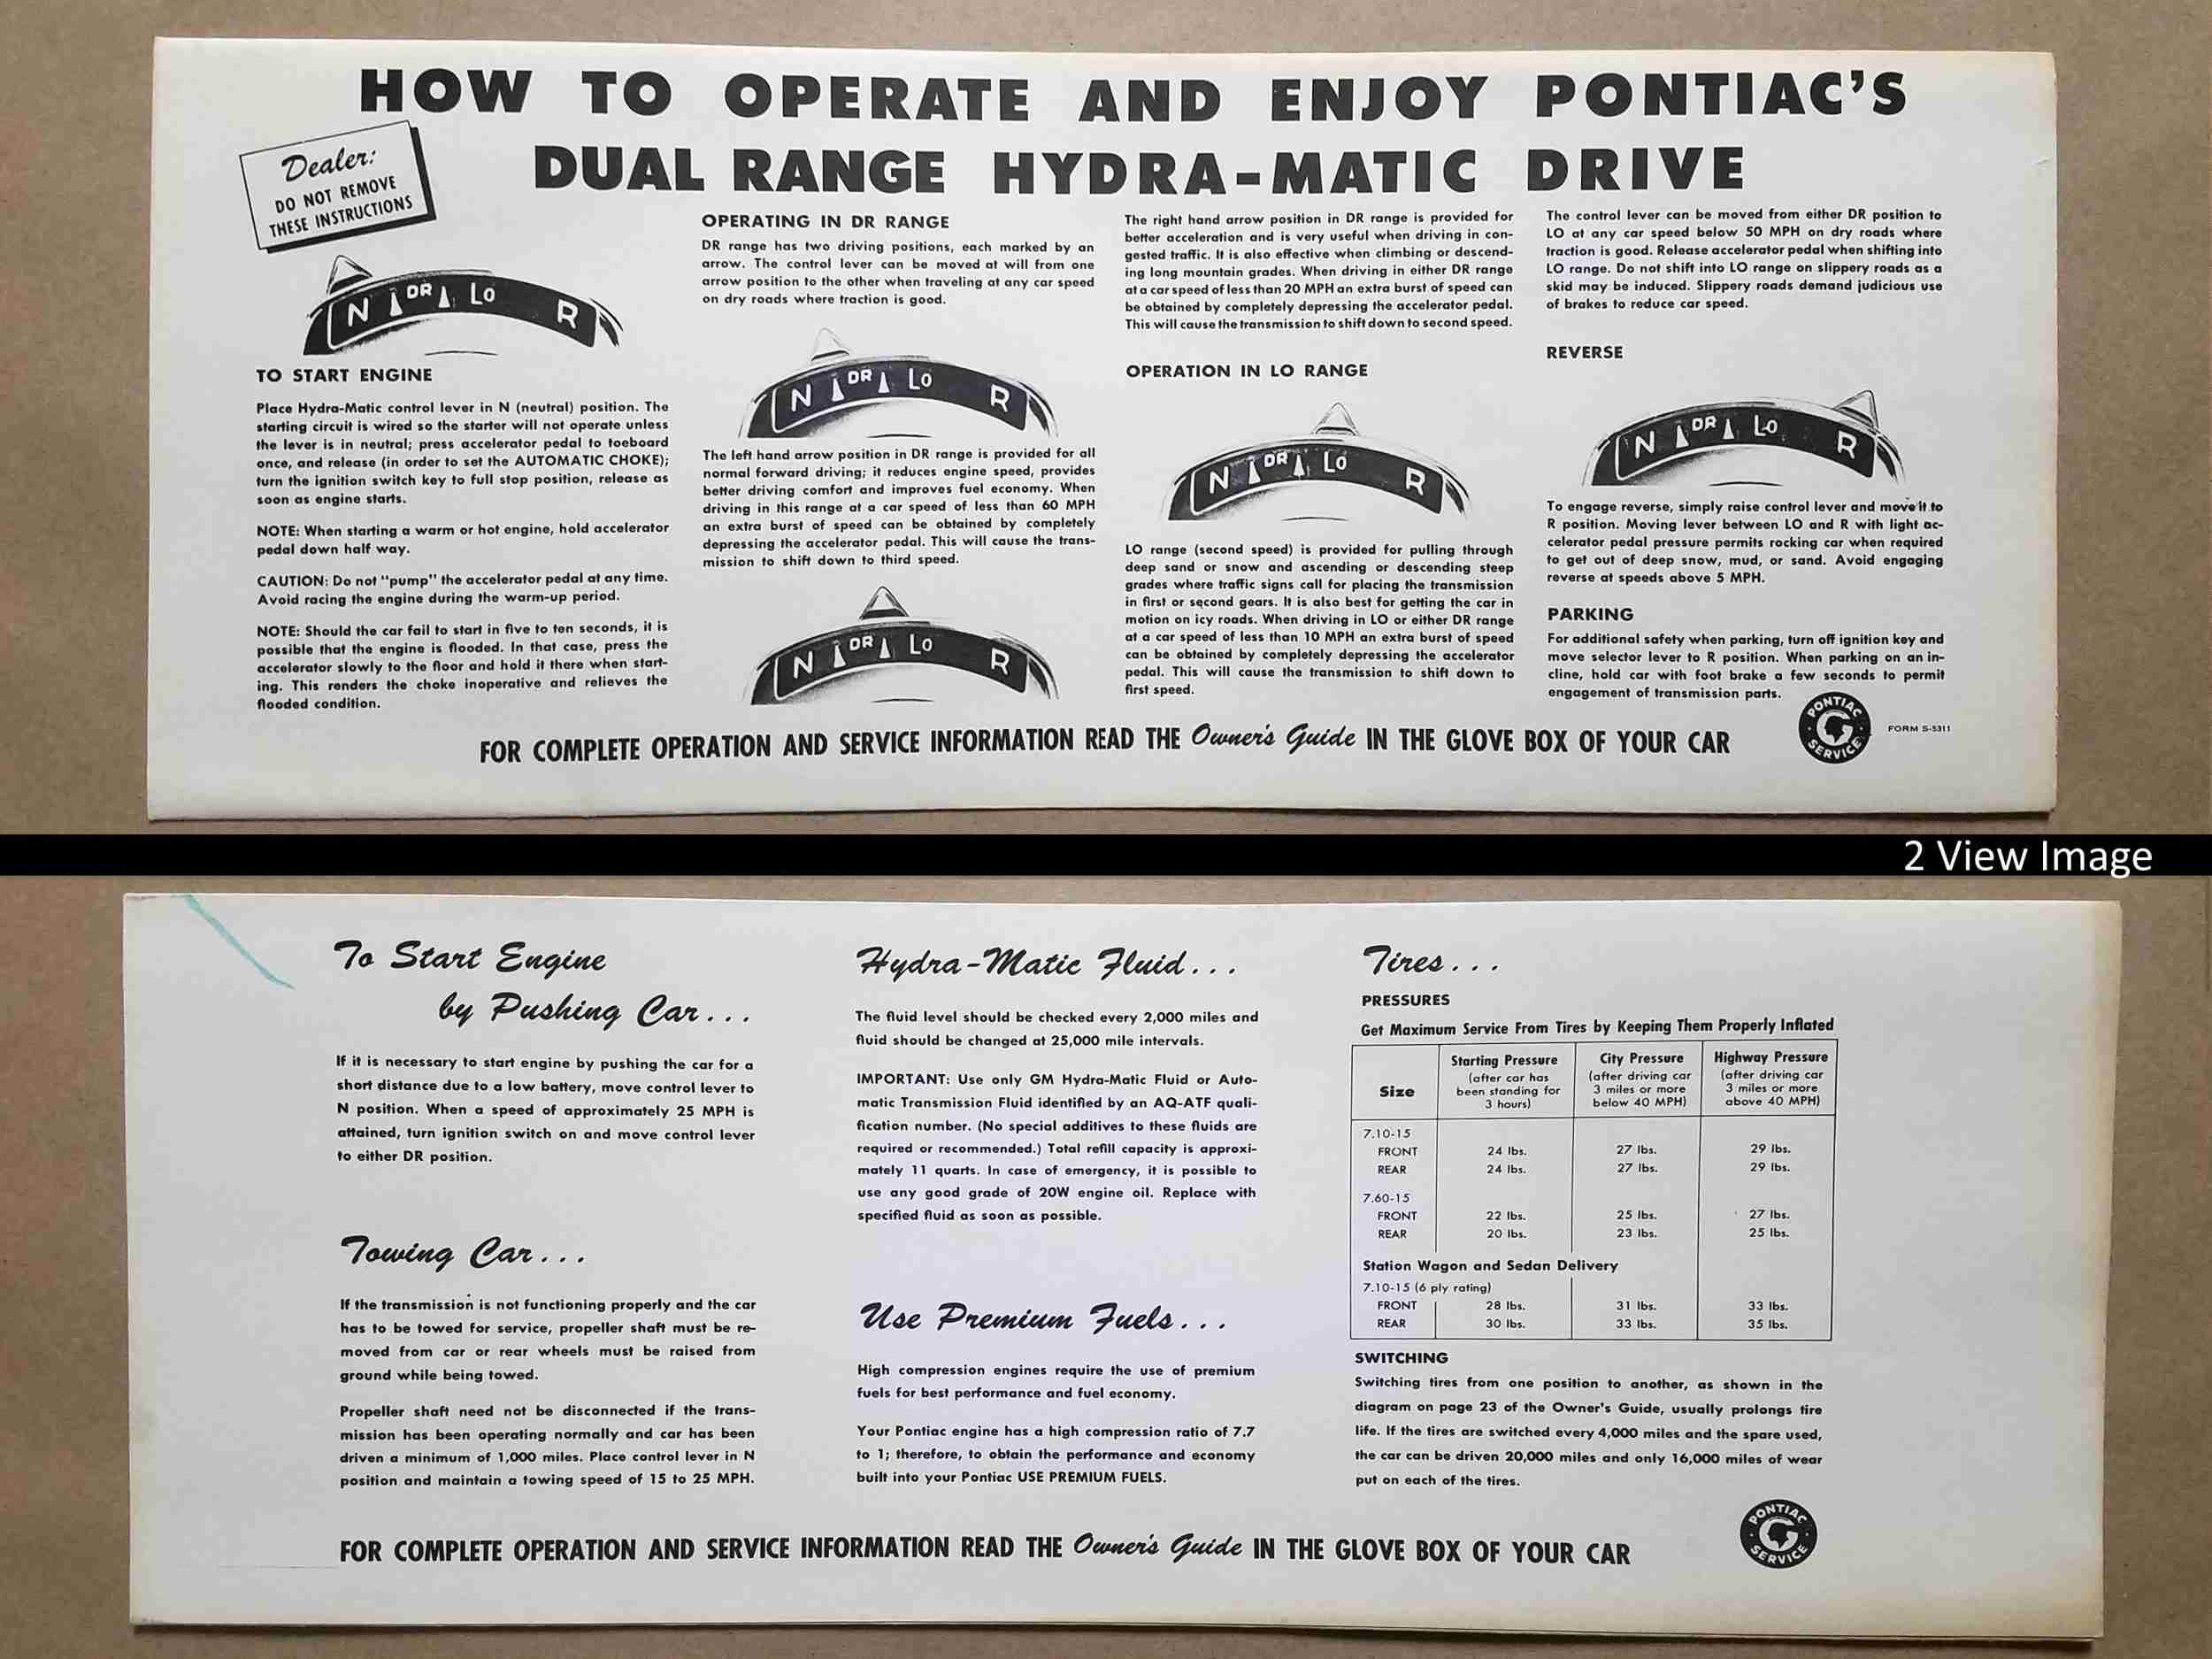 HOW TO OPERATE AND ENJOY PONTIAC'S
DUAL RANGE HYDRA-MATIC DRIVE
Dealer:
DO NOT REMOVE
THESE INSTRUCTIONS
N DR LO R
TO START ENGINE
Place Hydra-Matic control lever in N (neutral) position. The
starting circuit is wired so the starter will not operate unless
the lever is in neutral; press accelerator pedal to toeboard
once, and release (in order to set the AUTOMATIC CHOKE);
turn the ignition switch key to full stop position, release as
soon as engine starts.
NOTE: When starting a warm or hot engine, hold accelerator
pedal down half way.
CAUTION: Do not "pump" the accelerator pedal at any time.
Avoid racing the engine during the warm-up period.
NOTE: Should the car fail to start in five to ten seconds, it is
possible that the engine is flooded. In that case, press the
accelerator slowly to the floor and hold it there when start-
ing. This renders the choke inoperative and relieves the
flooded condition.
OPERATING IN DR RANGE
DR range has two driving positions, each marked by an
arrow. The control lever can be moved at will from one
arrow position to the other when traveling at any car speed
on dry roads where traction is good.
N DR LO R
The left hand arrow position in DR range is provided for all
normal forward driving; it reduces engine speed, provides
better driving comfort and improves fuel economy. When
driving in this range at a car speed of less than 60 MPH
an extra burst of speed can be obtained by completely
depressing the accelerator pedal. This will cause the trans-
mission to shift down to third speed.
N DR LO R
The right hand arrow position in DR range is provided for
better acceleration and is very useful when driving in con-
gested traffic. It is also effective when climbing or descend-
ing long mountain grades. When driving in either DR range
at a car speed of less than 20 MPH an extra burst of speed can
be obtained by completely depressing the accelerator pedal.
This will cause the transmission to shift down to second speed.
OPERATION IN LO RANGE
N DR LO R
LO range (second speed) is provided for pulling through
deep sand or snow and ascending or descending steep
grades where traffic signs call for placing the transmission
in first or second gears. It is also best for getting the car in
motion on icy roads. When driving in LO or either DR range
at a car speed of less than 10 MPH an extra burst of speed
can be obtained by completely depressing the accelerator
pedal. This will cause the transmission to shift down to
first speed.
The control lever can be moved from either DR position to
LO at any car speed below 50 MPH on dry roads where
traction is good. Release accelerator pedal when shifting into
LO range. Do not shift into LO range on slippery roads as a
skid may be induced. Slippery roads demand judicious use
of brakes to reduce car speed.
REVERSE
N DR LO R
To engage reverse, simply raise control lever and move it to
R position. Moving lever between LO and R with light ac-
celerator pedal pressure permits rocking car when required
to get out of deep snow, mud, or sand. Avoid engaging
reverse at speeds above 5 MPH.
PARKING
For additional safety when parking, turn off ignition key and
move selector lever to R position. When parking on an in-
cline, hold car with foot brake a few seconds to permit
engagement of transmission parts.
FOR COMPLETE OPERATION AND SERVICE INFORMATION READ THE Owner's Guide IN THE GLOVE BOX OF YOUR CAR
PONTIAC SERVICE
FORM S-5311
2 View Image
To Start Engine
by Pushing Car...
If it is necessary to start engine by pushing the car for a
short distance due to a low battery, move control lever to
N position. When a speed of approximately 25 MPH is
attained, turn ignition switch on and move control lever
to either DR position.
Towing Car...
If the transmission is not functioning properly and the car
has to be towed for service, propeller shaft must be re-
moved from car or rear wheels must be raised from
ground while being towed.
Propeller shaft need not be disconnected if the trans-
mission has been operating normally and car has been
driven a minimum of 1,000 miles. Place control lever in N
position and maintain a towing speed of 15 to 25 MPH.
Hydra-Matic Fluid...
The fluid level should be checked every 2,000 miles and
fluid should be changed at 25,000 mile intervals.
IMPORTANT: Use only GM Hydra-Matic Fluid or Auto-
matic Transmission Fluid identified by an AQ-ATF quali-
fication number. (No special additives to these fluids are
required or recommended.) Total refill capacity is approxi-
mately 11 quarts. In case of emergency, it is possible to
use any good grade of 20W engine oil. Replace with
specified fluid as soon as possible.
Use Premium Fuels...
High compression engines require the use of premium
fuels for best performance and fuel economy.
Your Pontiac engine has a high compression ratio of 7.7
to 1; therefore, to obtain the performance and economy
built into your Pontiac USE PREMIUM FUELS.
Tires...
PRESSURES
Get Maximum Service From Tires by Keeping Them Properly Inflated
Size
Starting Pressure
(after car has
been standing for
3 hours)
City Pressure
(after driving car
3 miles or more
below 40 MPH)
Highway Pressure
(after driving car
3 miles or more
above 40 MPH)
7.10-15
FRONT 24 lbs. 27 lbs. 29 lbs.
REAR 24 lbs. 27 lbs. 29 lbs.
7.60-15
FRONT 22 lbs. 25 lbs. 27 lbs.
REAR 20 lbs. 23 lbs. 25 lbs.
Station Wagon and Sedan Delivery
7.10-15 (6 ply rating)
FRONT 28 lbs. 31 lbs. 33 lbs.
REAR 30 lbs. 33 lbs. 35 lbs.
SWITCHING
Switching tires from one position to another, as shown in the
diagram on page 23 of the Owner's Guide, usually prolongs tire
life. If the tires are switched every 4,000 miles and the spare used,
the car can be driven 20,000 miles and only 16,000 miles of wear
put on each of the tires.
FOR COMPLETE OPERATION AND SERVICE INFORMATION READ THE Owner's Guide IN THE GLOVE BOX OF YOUR CAR
PONTIAC SERVICE